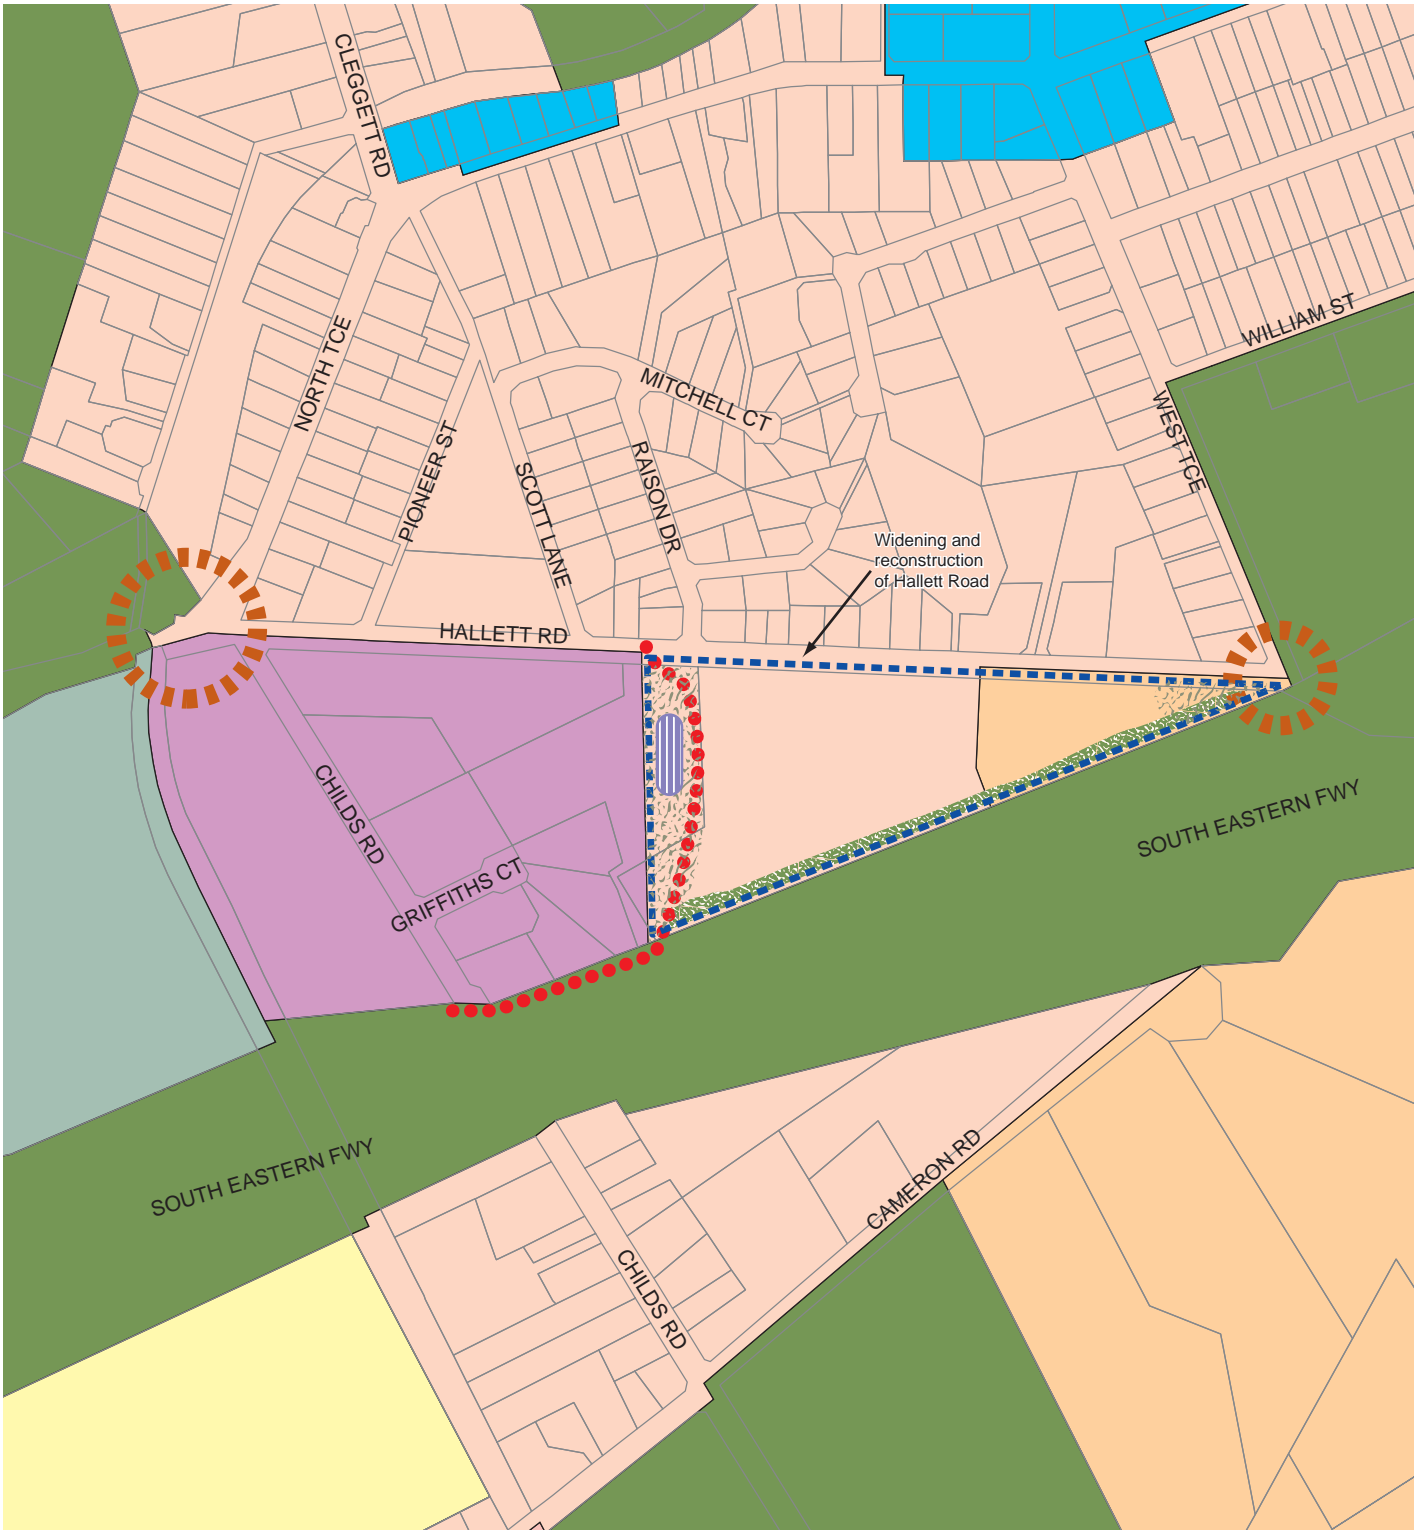 CLEGGETT RD
WILLIAM ST
NORTH TCE
MITCHELL CT
WEST TCE
PIONEER ST
SCOTT LANE
RAISON DR
Widening and
reconstruction
of Hallett Road
HALLETT RD
CHILDS RD
SOUTH EASTERN FWY
GRIFFITHS CT
SOUTH EASTERN FWY
CAMERON RD
CHILDS RD